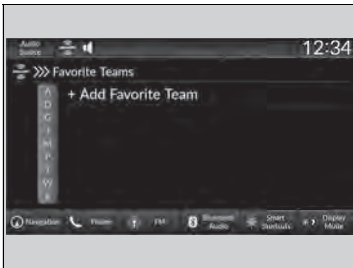 Audio
Source
12:34
Favorite Teams
+ Add Favorite Team
A
D
G
J
M
P
T
W
Navigation
Phone
FM
Bluetooth
Audio
Smart
Shortcuts
Display
Mode